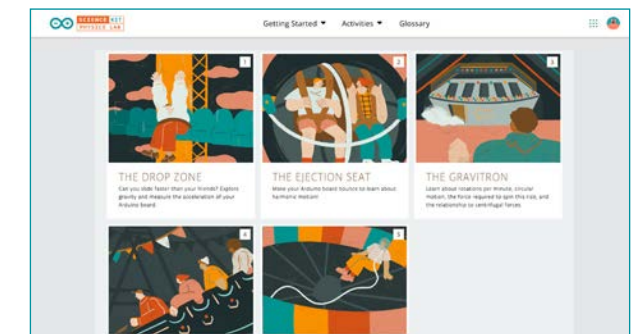 SCIENCE KIT
PHYSICS LAB
Getting Started Activities Glossary
1
2
3
THE DROP ZONE
Can you slide faster than your friends? Explore
gravity and measure the acceleration of your
Arduino board
THE EJECTION SEAT
Make your Arduino board bounce to learn about
harmonic motion!
THE GRAVITRON
Learn about rotations per minute, circular
motion, the force required to spin this ride, and
the relationship to centrifugal forces
4
5